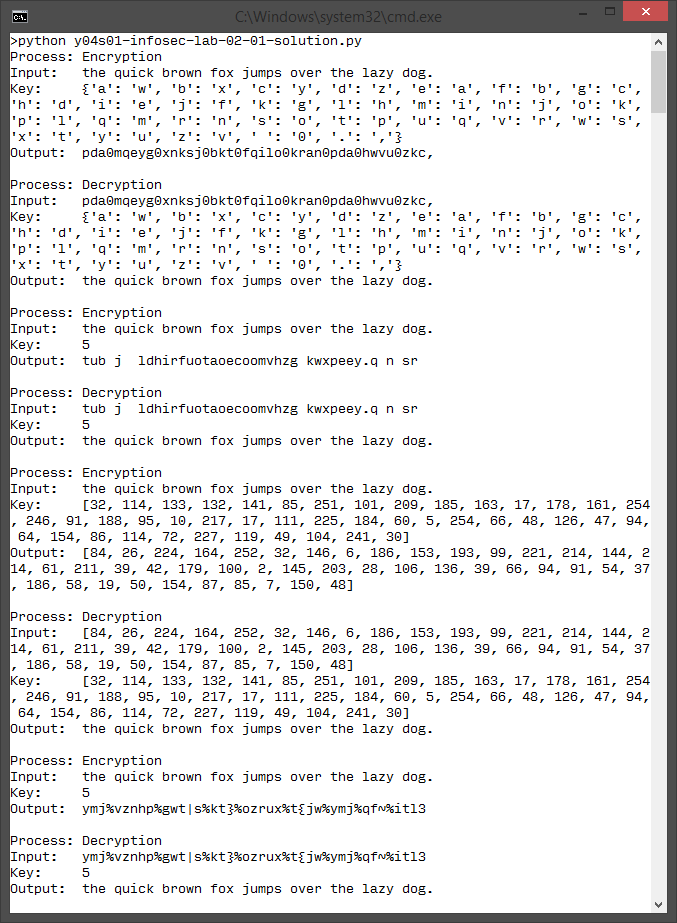 C:\Windows\system32\cmd.exe
>python y04s01-infosec-lab-02-01-solution.py
Process: Encryption
Input:   the quick brown fox jumps over the lazy dog.
Key:     {'a': 'w', 'b': 'x', 'c': 'y', 'd': 'z', 'e': 'a', 'f': 'b', 'g': 'c',
'h': 'd', 'i': 'e', 'j': 'f', 'k': 'g', 'l': 'h', 'm': 'i', 'n': 'j', 'o': 'k',
'p': 'l', 'q': 'm', 'r': 'n', 's': 'o', 't': 'p', 'u': 'q', 'v': 'r', 'w': 's',
'x': 't', 'y': 'u', 'z': 'v', ' ': '0', '.': ','}
Output:  pda0mqeyg0xnksj0bkt0fqilo0kran0pda0hwvu0zkc,

Process: Decryption
Input:   pda0mqeyg0xnksj0bkt0fqilo0kran0pda0hwvu0zkc,
Key:     {'a': 'w', 'b': 'x', 'c': 'y', 'd': 'z', 'e': 'a', 'f': 'b', 'g': 'c',
'h': 'd', 'i': 'e', 'j': 'f', 'k': 'g', 'l': 'h', 'm': 'i', 'n': 'j', 'o': 'k',
'p': 'l', 'q': 'm', 'r': 'n', 's': 'o', 't': 'p', 'u': 'q', 'v': 'r', 'w': 's',
'x': 't', 'y': 'u', 'z': 'v', ' ': '0', '.': ','}
Output:  the quick brown fox jumps over the lazy dog.

Process: Encryption
Input:   the quick brown fox jumps over the lazy dog.
Key:     5
Output:  tub j  ldhirfuotaoecoomvhzg kwxpeey.q n sr

Process: Decryption
Input:   tub j  ldhirfuotaoecoomvhzg kwxpeey.q n sr
Key:     5
Output:  the quick brown fox jumps over the lazy dog.

Process: Encryption
Input:   the quick brown fox jumps over the lazy dog.
Key:     [32, 114, 133, 132, 141, 85, 251, 101, 209, 185, 163, 17, 178, 161, 254
, 246, 91, 188, 95, 10, 217, 17, 111, 225, 184, 60, 5, 254, 66, 48, 126, 47, 94,
 64, 154, 86, 114, 72, 227, 119, 49, 104, 241, 30]
Output:  [84, 26, 224, 164, 252, 32, 146, 6, 186, 153, 193, 99, 221, 214, 144, 2
14, 61, 211, 39, 42, 179, 100, 2, 145, 203, 28, 106, 136, 39, 66, 94, 91, 54, 37
, 186, 58, 19, 50, 154, 87, 85, 7, 150, 48]

Process: Decryption
Input:   [84, 26, 224, 164, 252, 32, 146, 6, 186, 153, 193, 99, 221, 214, 144, 2
14, 61, 211, 39, 42, 179, 100, 2, 145, 203, 28, 106, 136, 39, 66, 94, 91, 54, 37
, 186, 58, 19, 50, 154, 87, 85, 7, 150, 48]
Key:     [32, 114, 133, 132, 141, 85, 251, 101, 209, 185, 163, 17, 178, 161, 254
, 246, 91, 188, 95, 10, 217, 17, 111, 225, 184, 60, 5, 254, 66, 48, 126, 47, 94,
 64, 154, 86, 114, 72, 227, 119, 49, 104, 241, 30]
Output:  the quick brown fox jumps over the lazy dog.

Process: Encryption
Input:   the quick brown fox jumps over the lazy dog.
Key:     5
Output:  ymj%vznhp%gwt|s%kt}%ozrux%t{jw%ymj%qf~%itl3

Process: Decryption
Input:   ymj%vznhp%gwt|s%kt}%ozrux%t{jw%ymj%qf~%itl3
Key:     5
Output:  the quick brown fox jumps over the lazy dog.